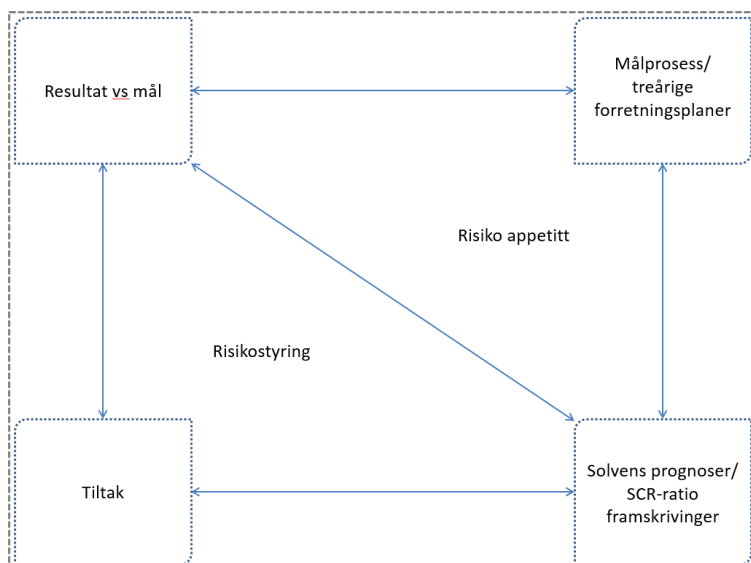 Resultat vs mål
Målprosess/
treårige
forretningsplaner
Risiko appetitt
Risikostyring
Tiltak
Solvens prognoser/
SCR-ratio
framskrivinger